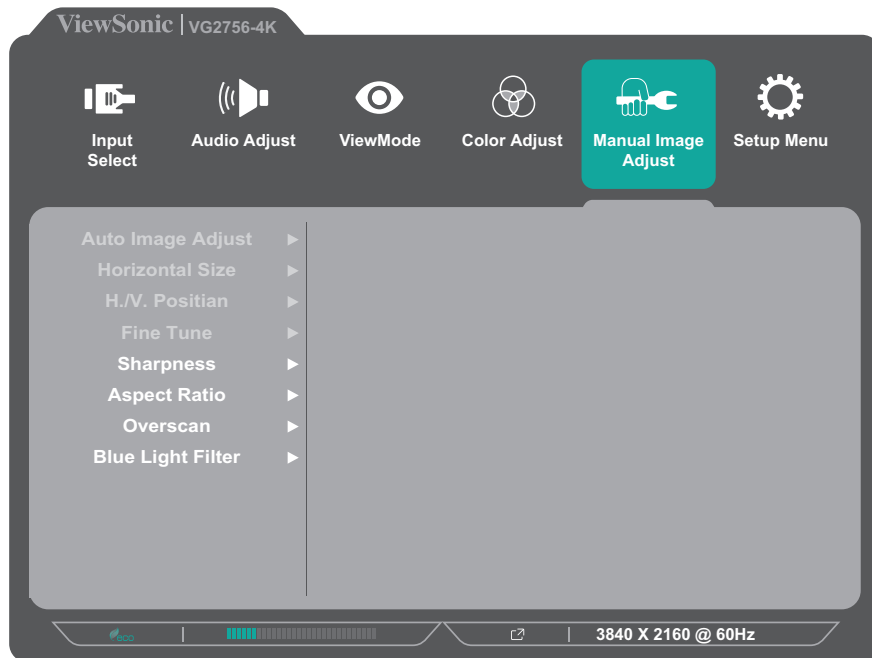 ViewSonic | VG2756-4K
Input Select
Audio Adjust
ViewMode
Color Adjust
Manual Image Adjust
Setup Menu
Auto Image Adjust
Horizontal Size
H./V. Positian
Fine Tune
Sharpness
Aspect Ratio
Overscan
Blue Light Filter
eco
3840 X 2160 @ 60Hz